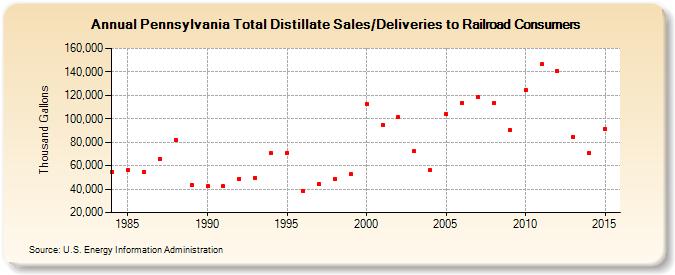 Annual Pennsylvania Total Distillate Sales/Deliveries to Railroad Consumers
Thousand Gallons
160,000
140,000
120,000
100,000
80,000
60,000
40,000
20,000
1985 1990 1995 2000 2005 2010 2015
Source: U.S. Energy Information Administration